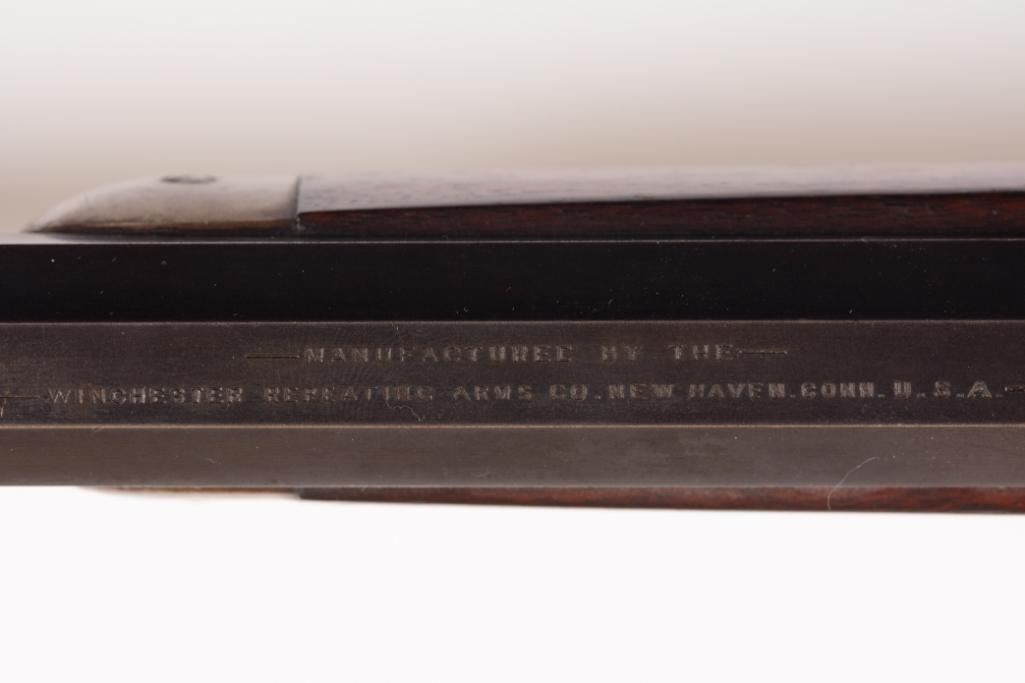 —MANUFACTURED BY THE—
—WINCHESTER REPEATING ARMS CO. NEW HAVEN. CONN. U.S.A.—